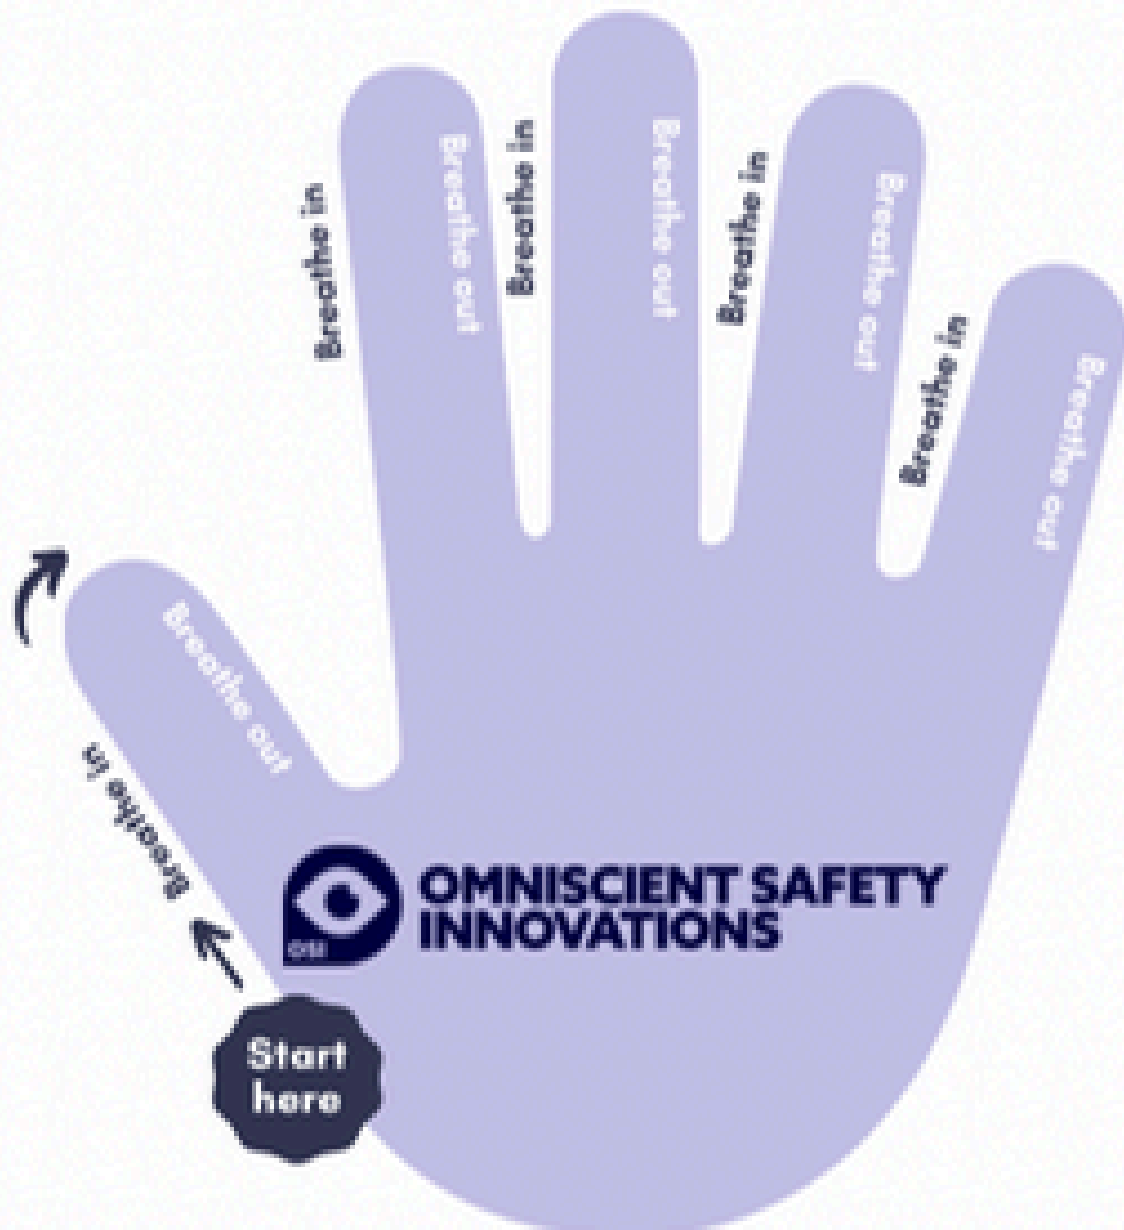 Start
here
Breathe in
Breathe out
Breathe in
Breathe out
Breathe in
Breathe out
Breathe in
Breathe out
Breathe in
Breathe out
OSI
OMNISCIENT SAFETY
INNOVATIONS